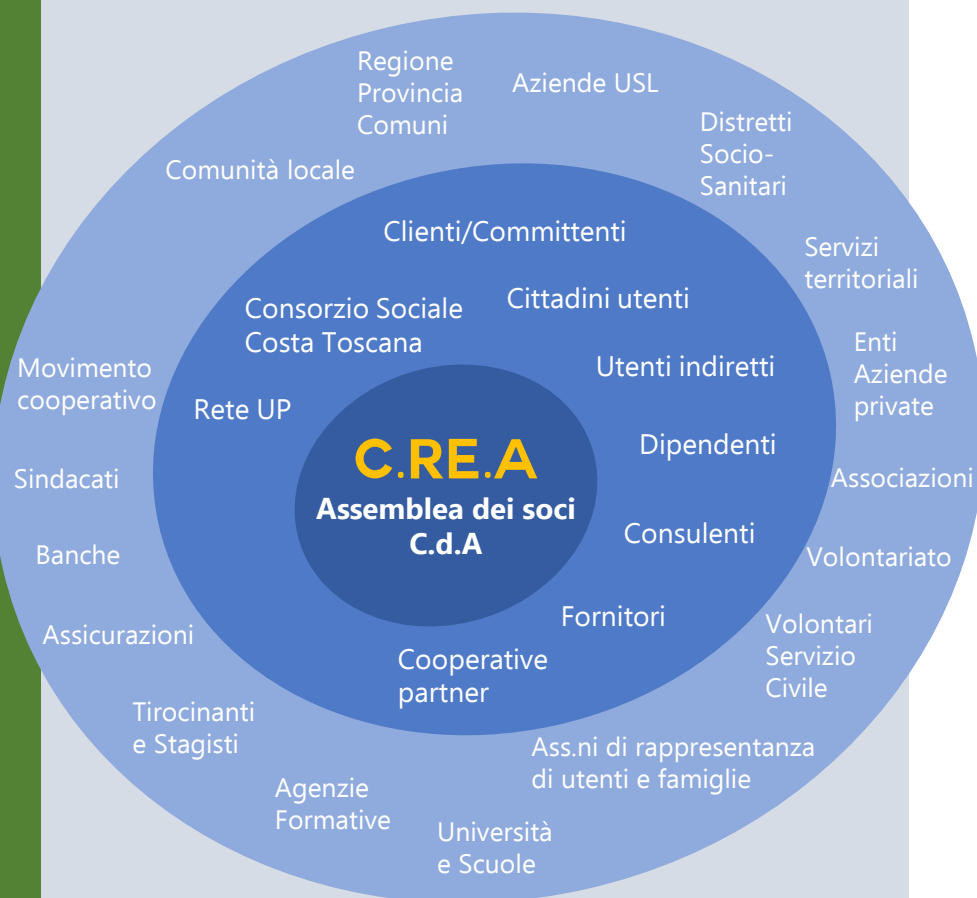 Regione
Provincia
Comuni
Aziende USL
Distretti
Socio-
Sanitari
Comunità locale
Servizi
territoriali
Enti
Aziende
private
Movimento
cooperativo
Sindacati
Associazioni
Banche
Volontariato
Assicurazioni
Volontari
Servizio
Civile
Tirocinanti
e Stagisti
Ass.ni di rappresentanza
di utenti e famiglie
Agenzie
Formative
Università
e Scuole
Clienti/Committenti
Consorzio Sociale
Costa Toscana
Cittadini utenti
Utenti indiretti
Rete UP
Dipendenti
Consulenti
Fornitori
Cooperative
partner
C.RE.A
Assemblea dei soci
C.d.A